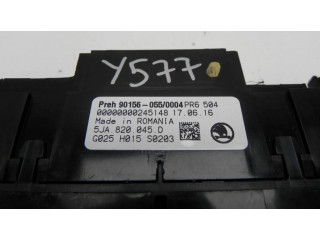 Y577
Preh 90156-055/0004 PR6 504
00000000245148 17.06.16
Made in ROMANIA
5JA 820 045 D
G025 H015 S0203